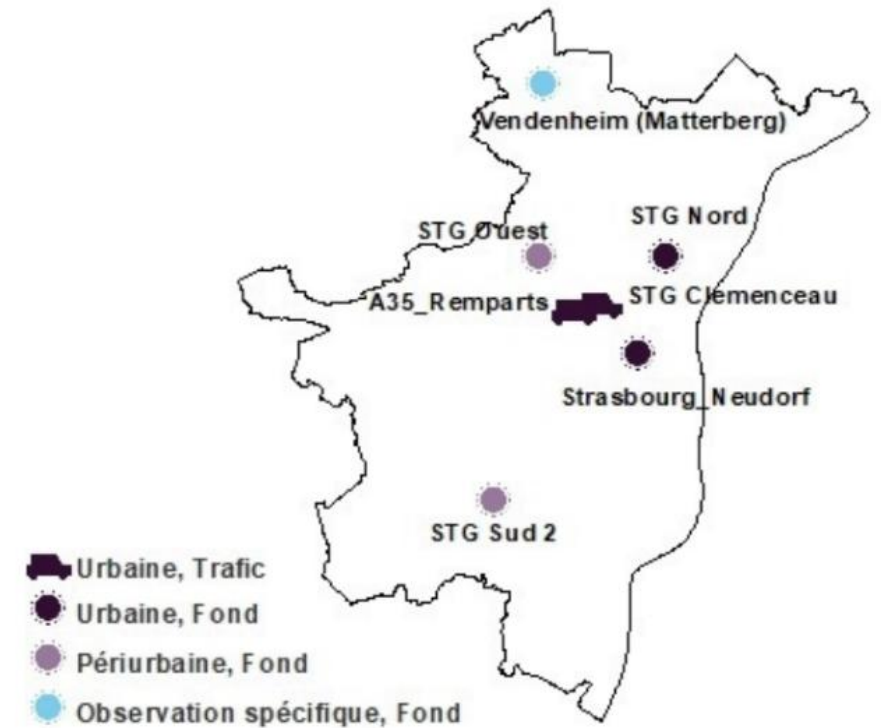 Vendenheim (Matterberg)
STG Nord
STG Ouest
A35_Remparts
STG Clemenceau
Strasbourg_Neudorf
STG Sud 2
Urbaine, Trafic
Urbaine, Fond
Périurbaine, Fond
Observation spécifique, Fond